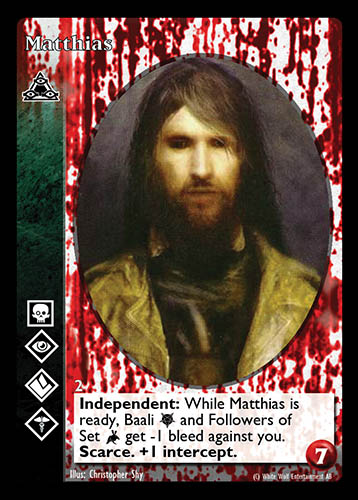 Matthias
2
Independent: While Matthias is
ready, Baali and Followers of
Set get -1 bleed against you.
Scarce. +1 intercept.
7
Illus: Christopher Shy
(C) White Wolf Entertainment AB